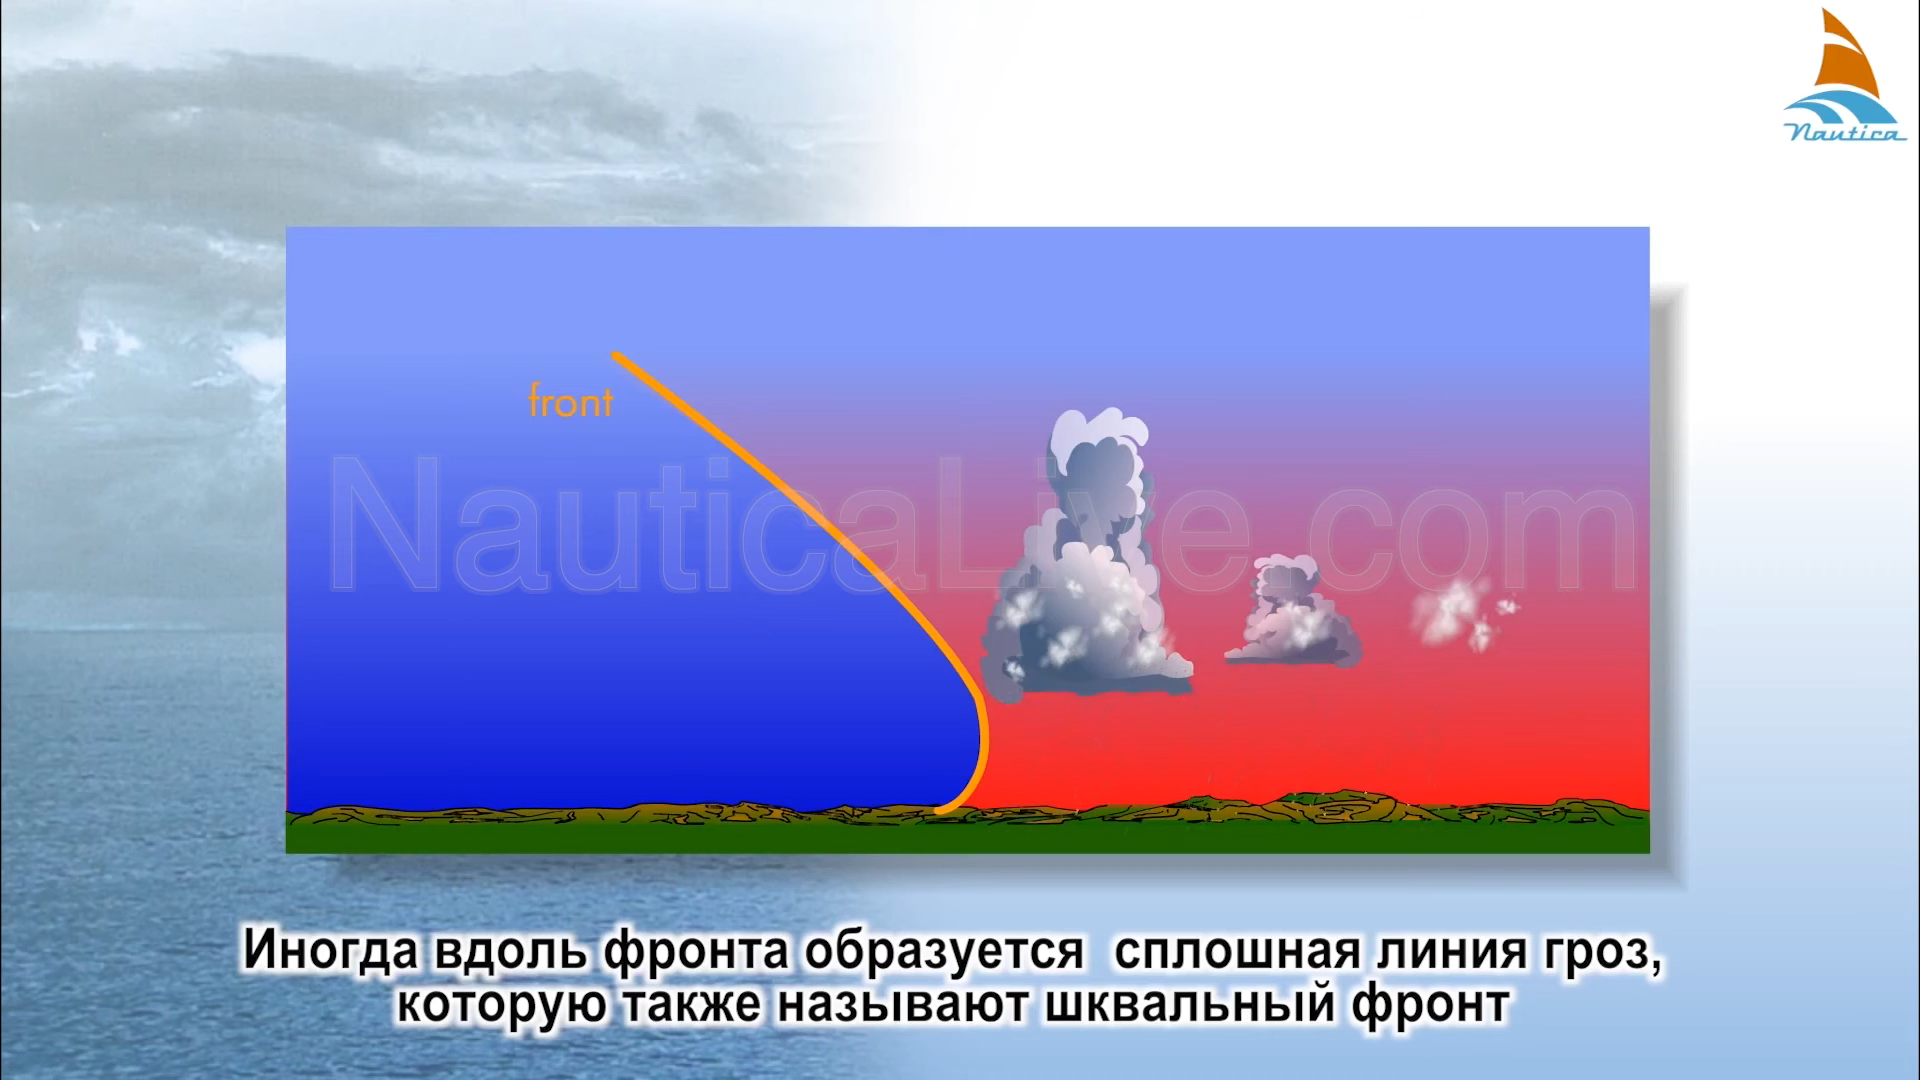 Nautica
front
NauticaLive.com
Иногда вдоль фронта образуется сплошная линия гроз,
которую также называют шквальный фронт